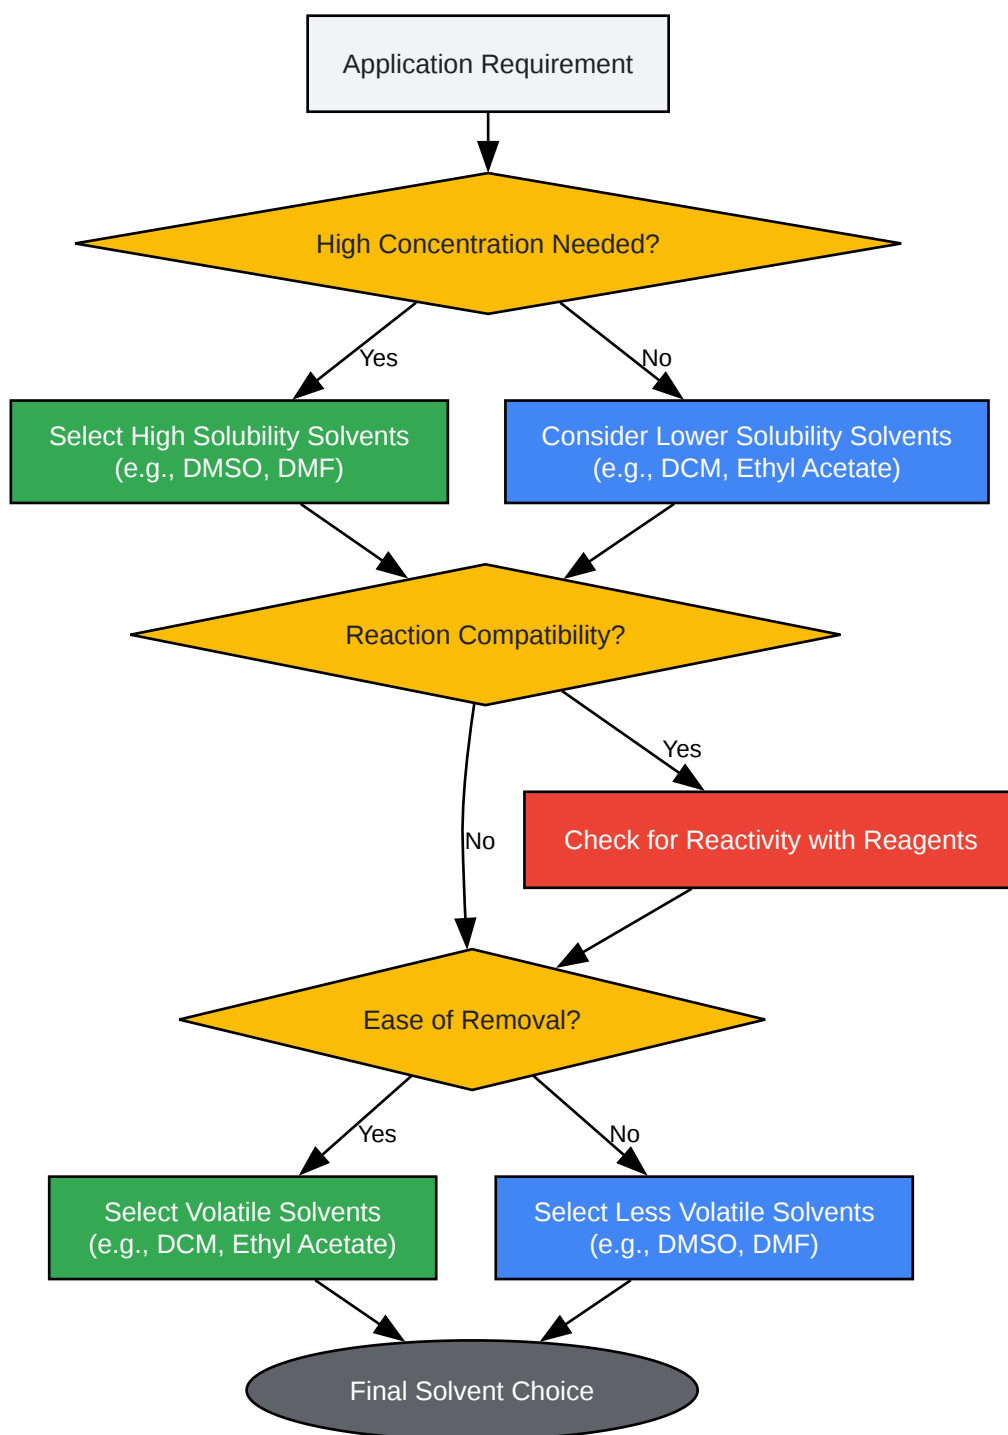 Application Requirement
High Concentration Needed?
Yes
No
Select High Solubility Solvents
(e.g., DMSO, DMF)
Consider Lower Solubility Solvents
(e.g., DCM, Ethyl Acetate)
Reaction Compatibility?
Yes
No
Check for Reactivity with Reagents
Ease of Removal?
Yes
No
Select Volatile Solvents
(e.g., DCM, Ethyl Acetate)
Select Less Volatile Solvents
(e.g., DMSO, DMF)
Final Solvent Choice